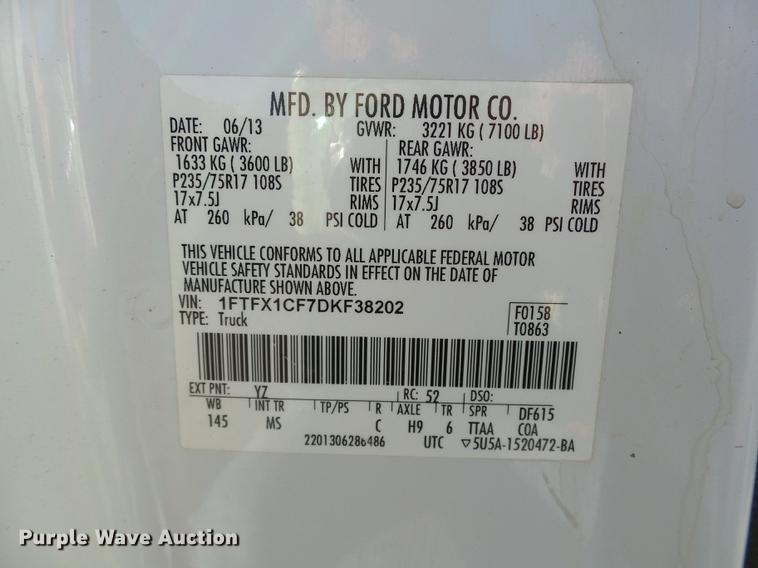 MFD. BY FORD MOTOR CO.
DATE: 06/13 GVWR: 3221 KG ( 7100 LB)
FRONT GAWR: REAR GAWR:
1633 KG ( 3600 LB) WITH 1746 KG ( 3850 LB) WITH
P235/75R17 108S TIRES P235/75R17 108S TIRES
17x7.5J RIMS 17x7.5J RIMS
AT 260 kPa/ 38 PSI COLD AT 260 kPa/ 38 PSI COLD
THIS VEHICLE CONFORMS TO ALL APPLICABLE FEDERAL MOTOR
VEHICLE SAFETY STANDARDS IN EFFECT ON THE DATE OF
MANUFACTURE SHOWN ABOVE.
VIN: 1FTFX1CF7DKF38202 F0158
TYPE: Truck T0863
EXT PNT: YZ RC: 52 DSO:
WB INT TR TP/PS R AXLE TR SPR DF615
145 MS C H9 6 TTAA COA
220130628b486 UTC ▽5U5A-1520472-BA
Purple Wave Auction